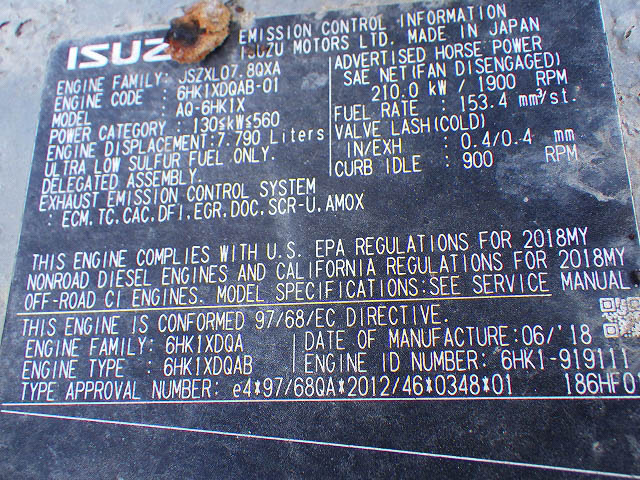 ISUZU
EMISSION CONTROL INFORMATION
ISUZU MOTORS LTD. MADE IN JAPAN
ENGINE FAMILY: JSZXL07.8QXA
ENGINE CODE : 6HK1XDQAB-01
MODEL : AQ-6HK1X
POWER CATEGORY : 130≤kW≤560
ENGINE DISPLACEMENT:7.790 Liters
ULTRA LOW SULFUR FUEL ONLY.
DELEGATED ASSEMBLY.
EXHAUST EMISSION CONTROL SYSTEM
: ECM.TC.CAC.DFI.EGR.DOC.SCR-U.AMOX
ADVERTISED HORSE POWER
SAE NET(FAN DISENGAGED)
210.0 kW / 1900 RPM
FUEL RATE : 153.4 mm³/st.
VALVE LASH(COLD)
IN/EXH : 0.4/0.4 mm
CURB IDLE : 900 RPM
THIS ENGINE COMPLIES WITH U.S. EPA REGULATIONS FOR 2018MY
NONROAD DIESEL ENGINES AND CALIFORNIA REGULATIONS FOR 2018MY
OFF-ROAD CI ENGINES. MODEL SPECIFICATIONS:SEE SERVICE MANUAL
THIS ENGINE IS CONFORMED 97/68/EC DIRECTIVE.
ENGINE FAMILY: 6HK1XDQA
ENGINE TYPE : 6HK1XDQAB
DATE OF MANUFACTURE:06/'18
ENGINE ID NUMBER: 6HK1-919111
TYPE APPROVAL NUMBER: e4*97/68QA*2012/46*0348*01
186HF0